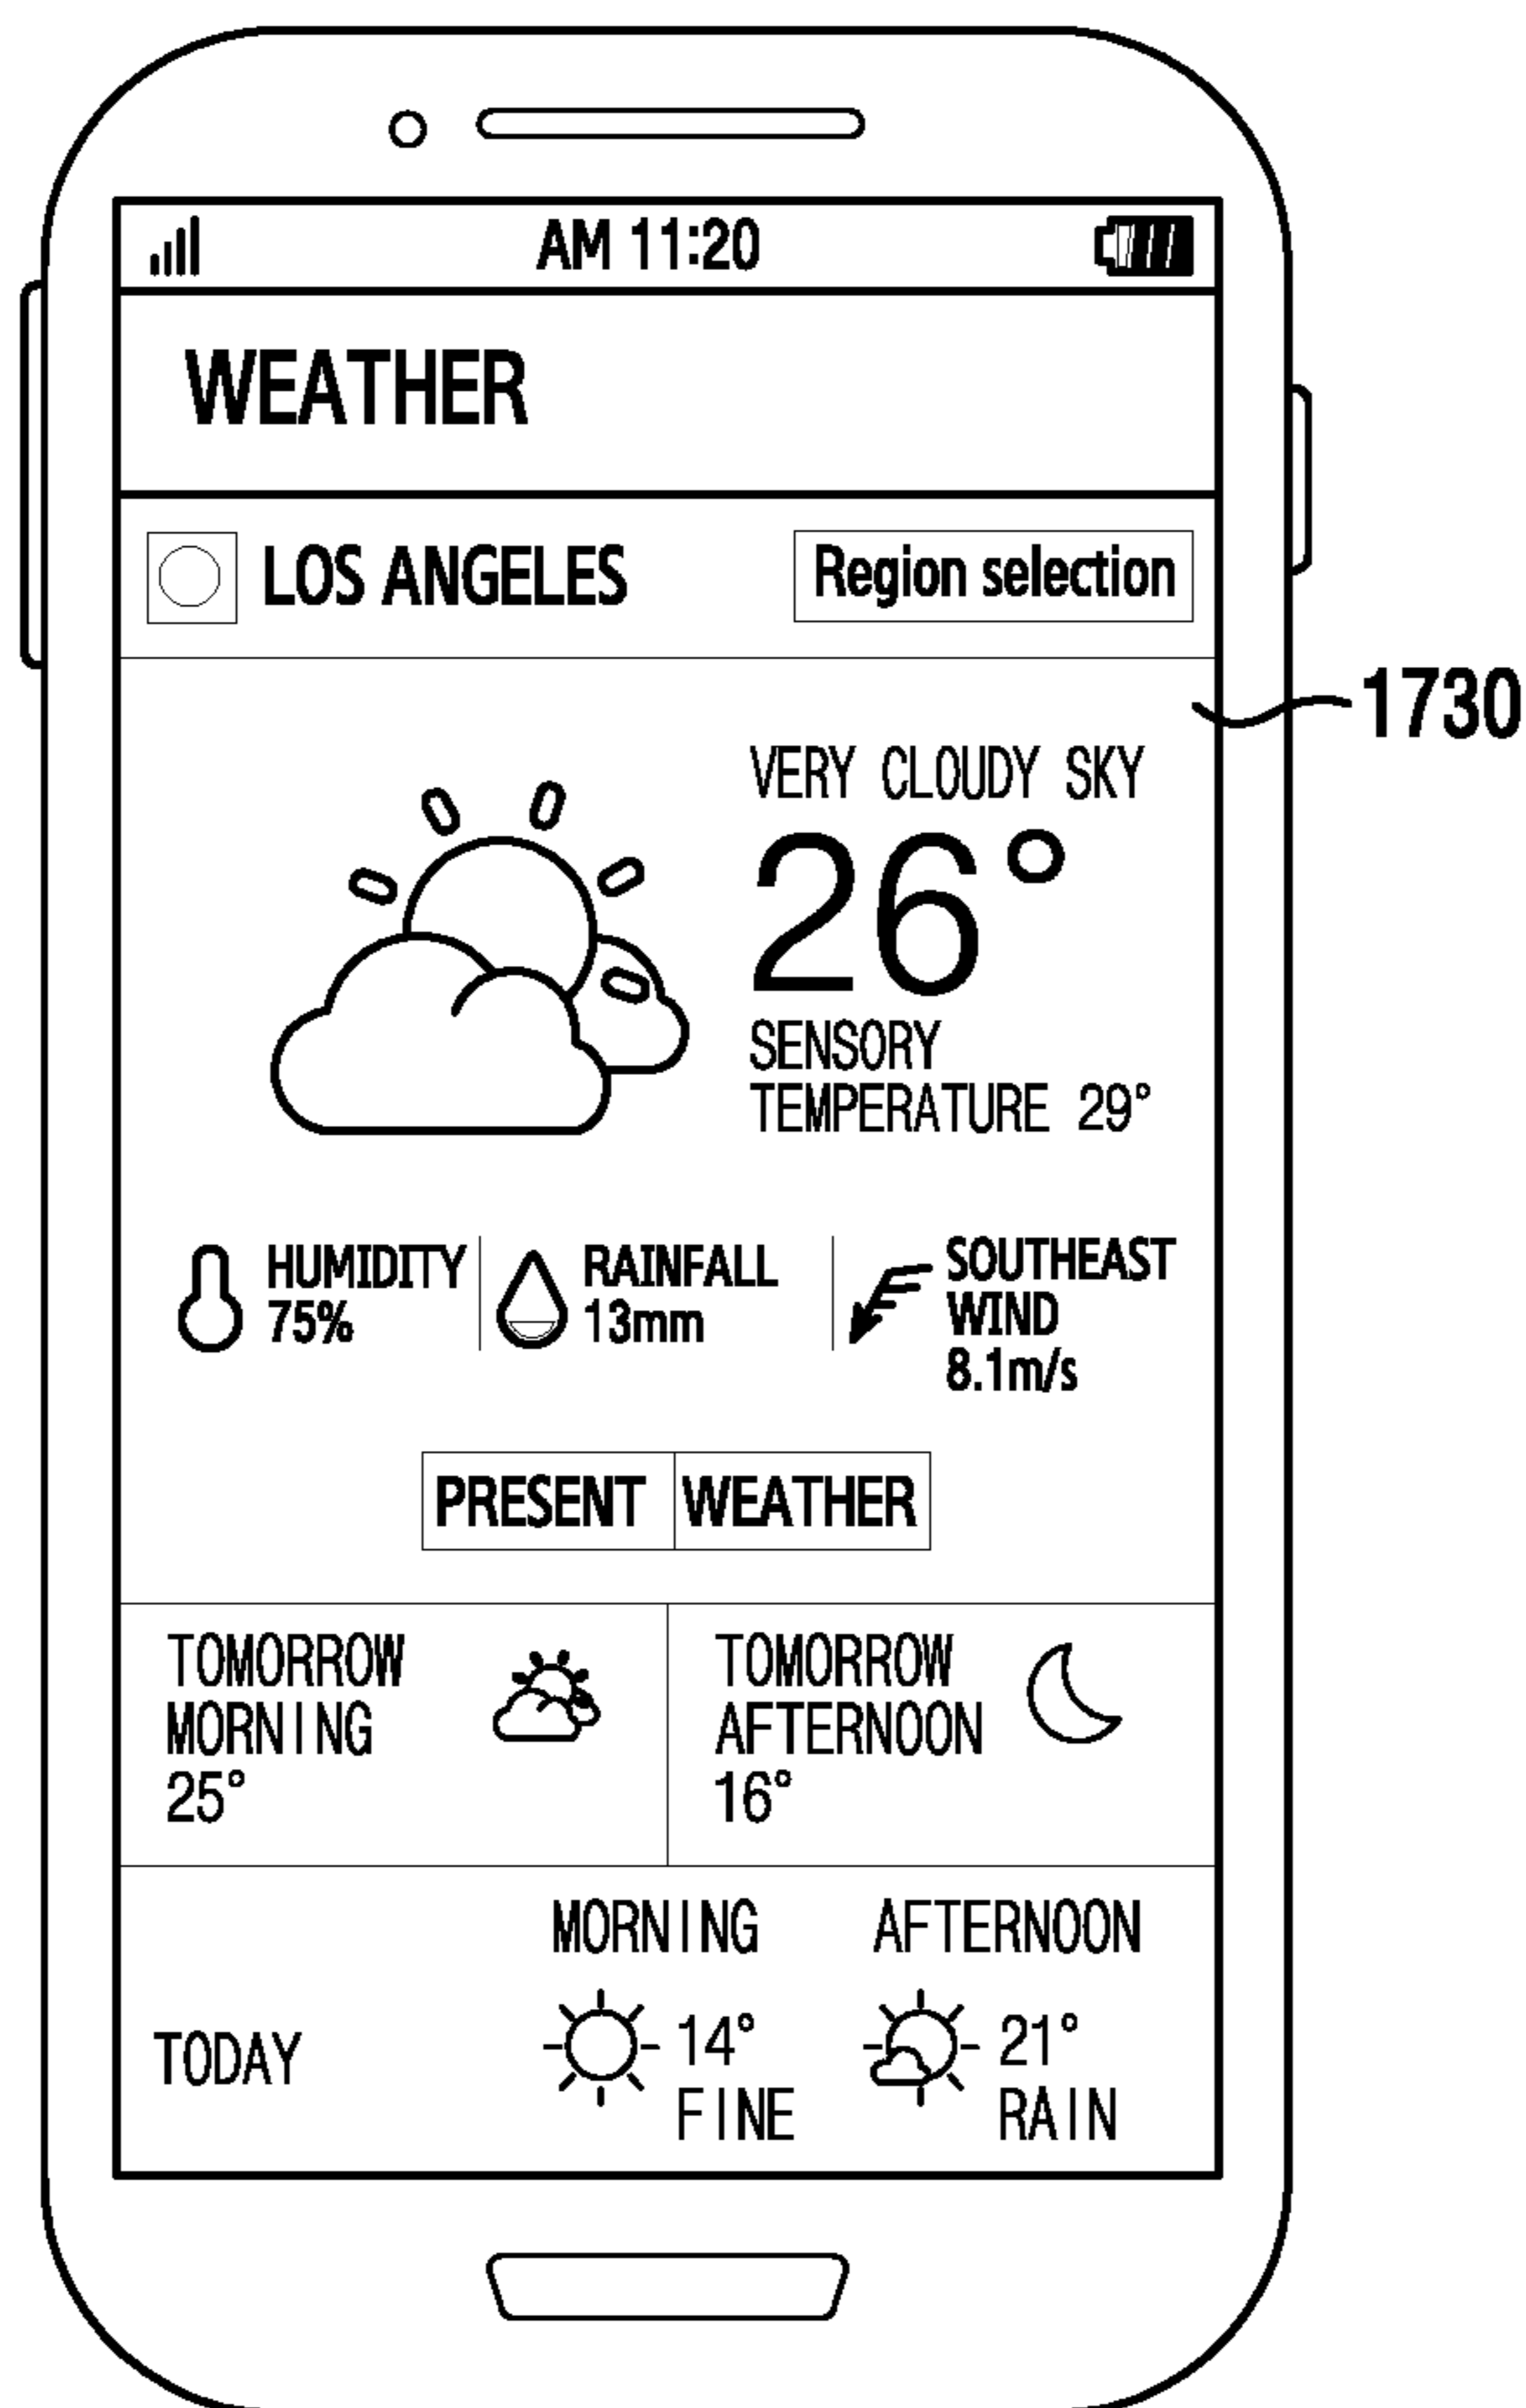 AM 11:20
WEATHER
LOS ANGELES
Region selection
1730
VERY CLOUDY SKY
26°
SENSORY
TEMPERATURE 29°
HUMIDITY
75%
RAINFALL
13mm
SOUTHEAST
WIND
8.1m/s
PRESENT WEATHER
TOMORROW
MORNING
25°
TOMORROW
AFTERNOON
16°
MORNING
AFTERNOON
TODAY
14°
FINE
21°
RAIN